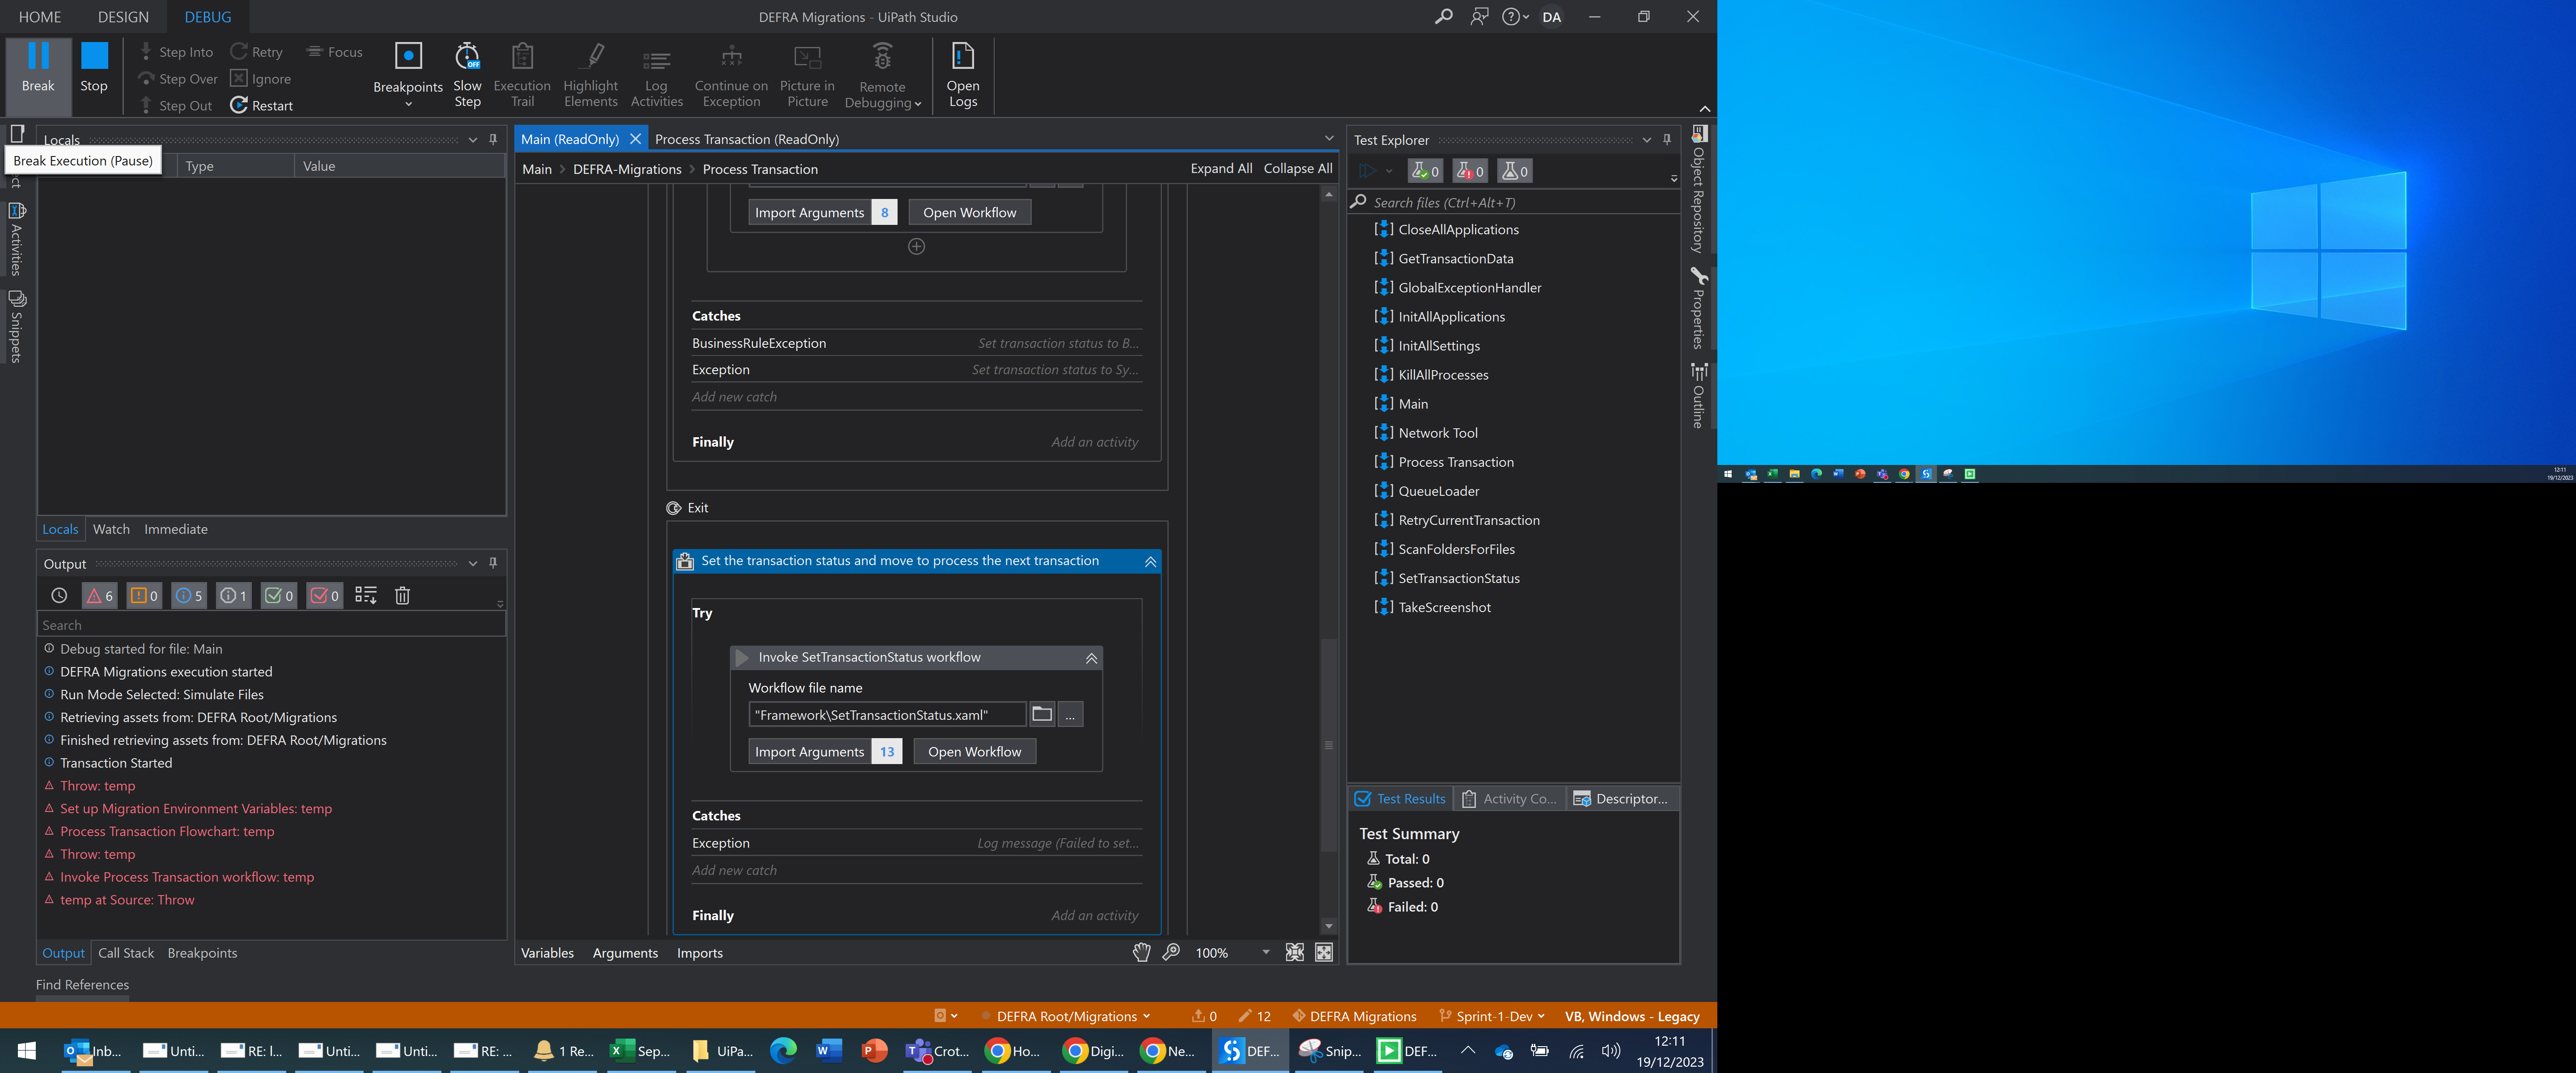 HOME DESIGN DEBUG
DEFRA Migrations - UiPath Studio
DA
Break
Stop
Step Into
Step Over
Step Out
Retry
Ignore
Restart
Focus
Breakpoints
Slow Step
OFF
Execution Trail
Highlight Elements
Log Activities
Continue on Exception
Picture in Picture
Remote Debugging
Open Logs
Locals
Break Execution (Pause)
Type
Value
ct
Activities
Snippets
Locals Watch Immediate
Output
6 0 5 1 0 0
Search
Debug started for file: Main
DEFRA Migrations execution started
Run Mode Selected: Simulate Files
Retrieving assets from: DEFRA Root/Migrations
Finished retrieving assets from: DEFRA Root/Migrations
Transaction Started
Throw: temp
Set up Migration Environment Variables: temp
Process Transaction Flowchart: temp
Throw: temp
Invoke Process Transaction workflow: temp
temp at Source: Throw
Output Call Stack Breakpoints
Find References
Main (ReadOnly)
Process Transaction (ReadOnly)
Main > DEFRA-Migrations > Process Transaction
Expand All Collapse All
Import Arguments 8 Open Workflow
Catches
BusinessRuleException Set transaction status to B...
Exception Set transaction status to Sy...
Add new catch
Finally Add an activity
Exit
Set the transaction status and move to process the next transaction
Try
Invoke SetTransactionStatus workflow
Workflow file name
"Framework\SetTransactionStatus.xaml"
...
Import Arguments 13 Open Workflow
Catches
Exception Log message (Failed to set...
Add new catch
Finally Add an activity
Variables Arguments Imports
100%
Test Explorer
0 0 0
Search files (Ctrl+Alt+T)
CloseAllApplications
GetTransactionData
GlobalExceptionHandler
InitAllApplications
InitAllSettings
KillAllProcesses
Main
Network Tool
Process Transaction
QueueLoader
RetryCurrentTransaction
ScanFoldersForFiles
SetTransactionStatus
TakeScreenshot
Test Results Activity Co... Descriptor...
Test Summary
Total: 0
Passed: 0
Failed: 0
Object Repository
Properties
Outline
DEFRA Root/Migrations
0
12
DEFRA Migrations
Sprint-1-Dev
VB, Windows - Legacy
Inb... Unti... RE: l... Unti... Unti... RE: ... 1 Re... Sep... UiPa... Crot... Ho... Digi... Ne... DEF... Snip... DEF...
12:11
19/12/2023
12:11
19/12/2023